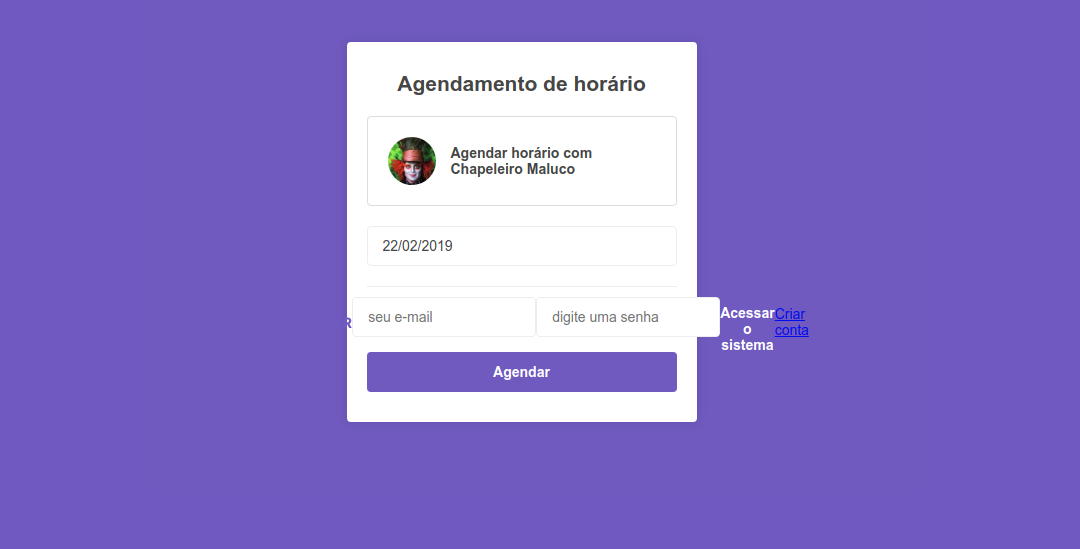 Agendamento de horário
Agendar horário com
Chapeleiro Maluco
22/02/2019
R
seu e-mail
digite uma senha
Acessar
o
sistema
Criar
conta
Agendar